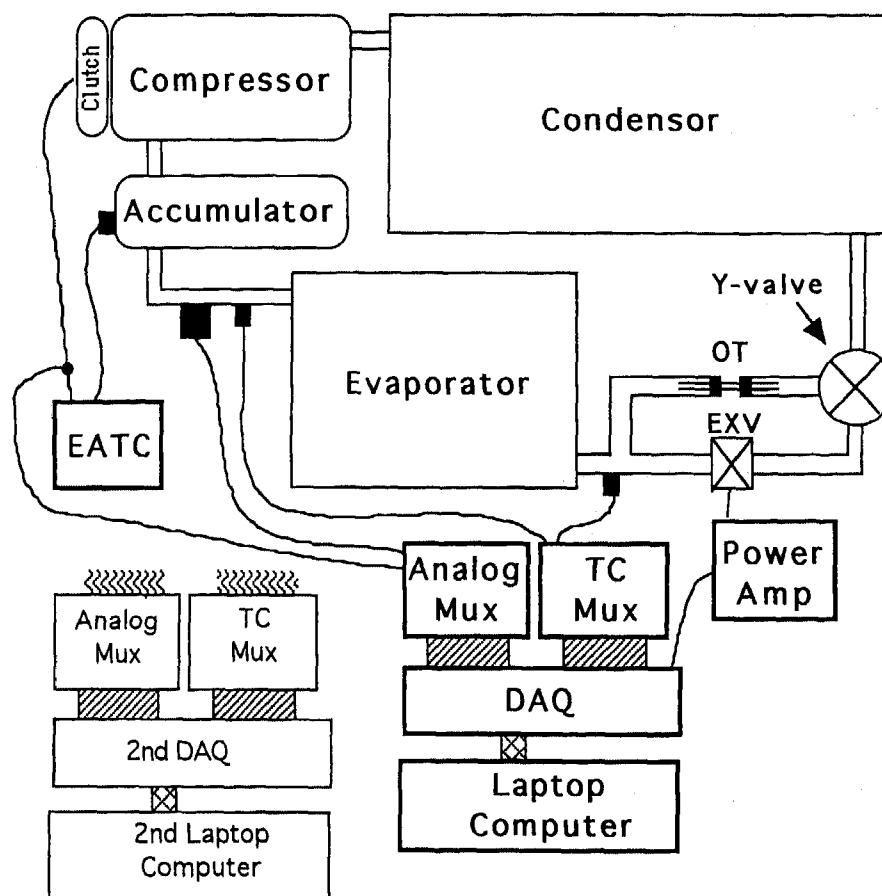 Clutch
Compressor
Condensor
Accumulator
Y-valve
OT
Evaporator
EXV
EATC
Analog
Mux
TC
Mux
Power
Amp
Analog
Mux
TC
Mux
DAQ
2nd DAQ
Laptop
Computer
2nd Laptop
Computer